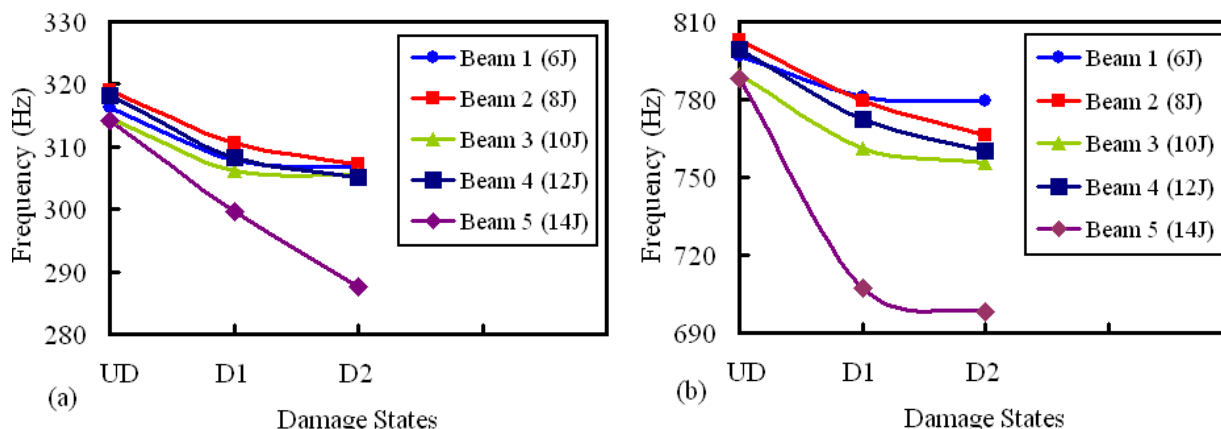 330
320
310
300
290
280
Frequency (Hz)
Beam 1 (6J)
Beam 2 (8J)
Beam 3 (10J)
Beam 4 (12J)
Beam 5 (14J)
UD D1 D2
(a)
Damage States
810
780
750
720
690
Frequency (Hz)
Beam 1 (6J)
Beam 2 (8J)
Beam 3 (10J)
Beam 4 (12J)
Beam 5 (14J)
UD D1 D2
(b)
Damage States